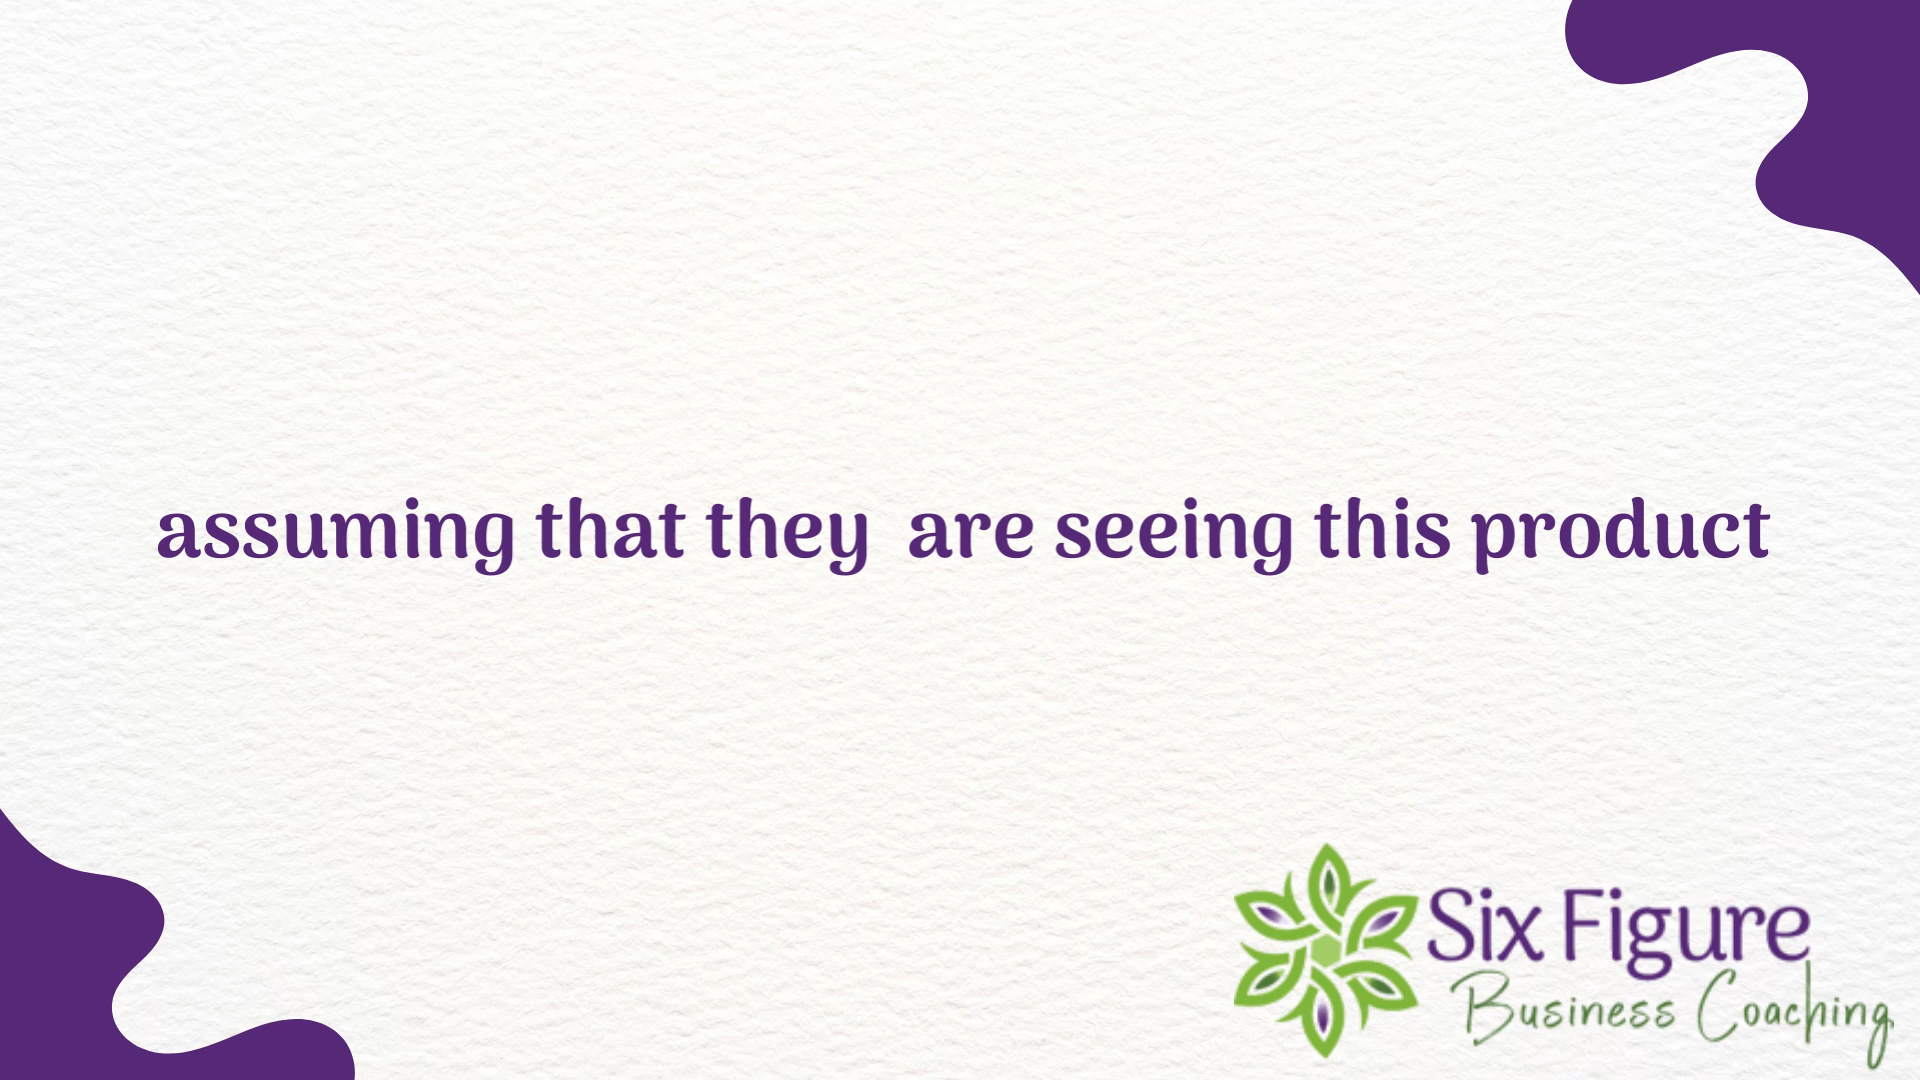 assuming that they  are seeing this product
Six Figure
Business Coaching